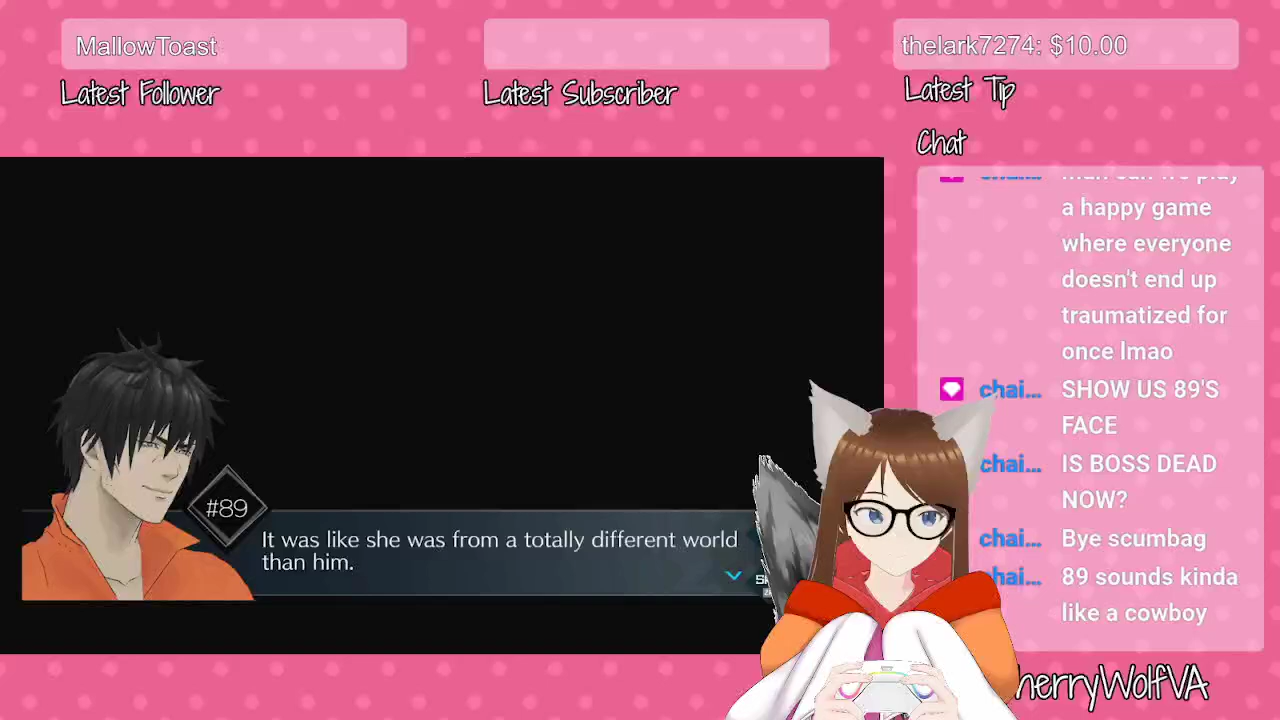 MallowToast
Latest Follower
Latest Subscriber
thelark7274: $10.00
Latest Tip
Chat
a happy game
where everyone
doesn't end up
traumatized for
once lmao
chai... SHOW US 89'S
FACE
chai... IS BOSS DEAD
NOW?
chai... Bye scumbag
chai... 89 sounds kinda
like a cowboy
#89
It was like she was from a totally different world
than him.
herryWolfVA